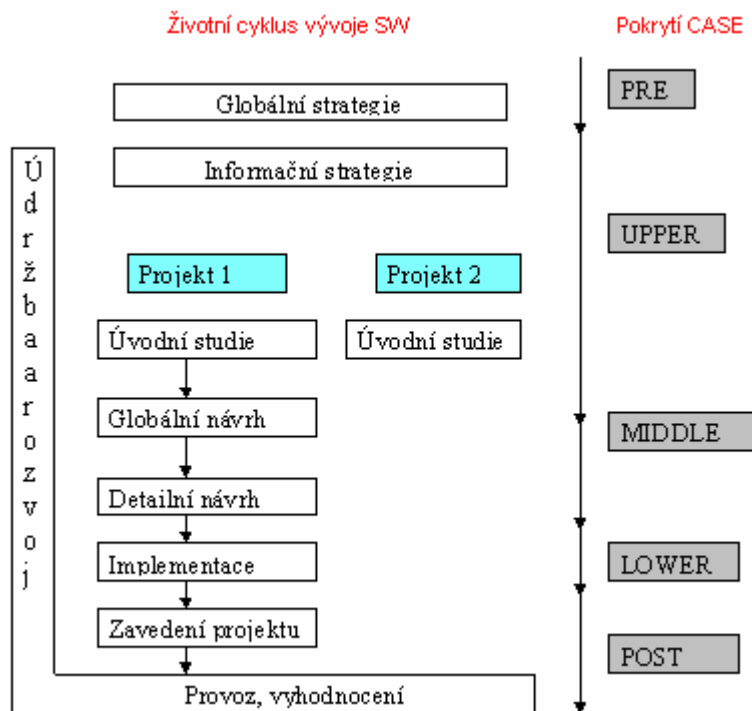 Životní cyklus vývoje SW
Pokrytí CASE
Globální strategie
PRE
Informační strategie
Údržba a rozvoj
UPPER
Projekt 1
Projekt 2
Úvodní studie
Úvodní studie
Globální návrh
MIDDLE
Detailní návrh
Implementace
LOWER
Zavedení projektu
POST
Provoz, vyhodnocení